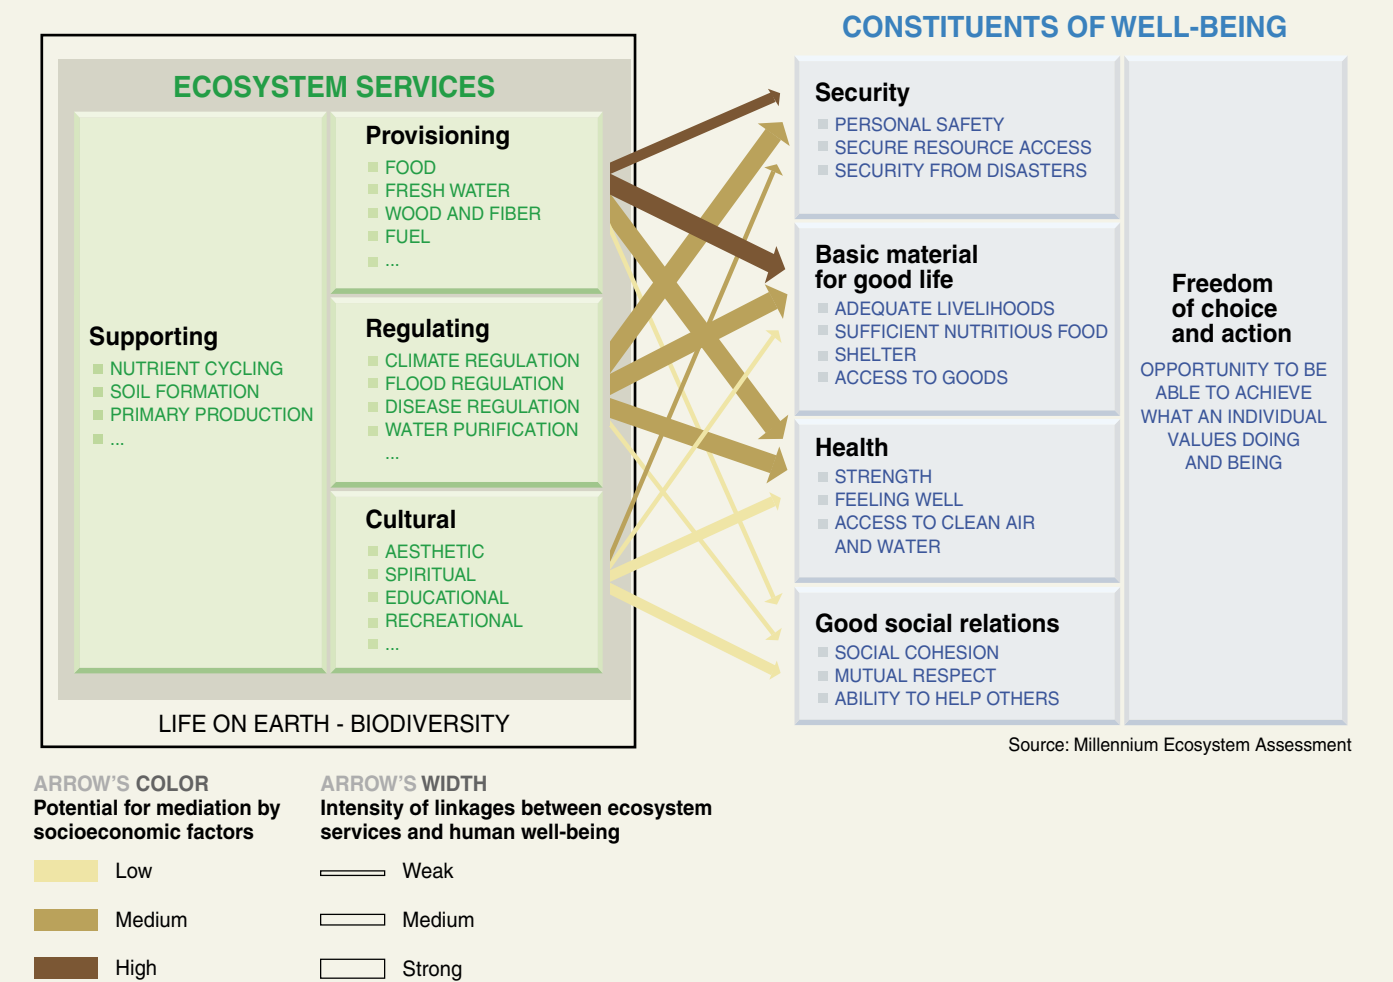 CONSTITUENTS OF WELL-BEING
ECOSYSTEM SERVICES
Supporting
NUTRIENT CYCLING
SOIL FORMATION
PRIMARY PRODUCTION
...
Provisioning
FOOD
FRESH WATER
WOOD AND FIBER
FUEL
...
Regulating
CLIMATE REGULATION
FLOOD REGULATION
DISEASE REGULATION
WATER PURIFICATION
...
Cultural
AESTHETIC
SPIRITUAL
EDUCATIONAL
RECREATIONAL
...
LIFE ON EARTH - BIODIVERSITY
Security
PERSONAL SAFETY
SECURE RESOURCE ACCESS
SECURITY FROM DISASTERS
Basic material
for good life
ADEQUATE LIVELIHOODS
SUFFICIENT NUTRITIOUS FOOD
SHELTER
ACCESS TO GOODS
Health
STRENGTH
FEELING WELL
ACCESS TO CLEAN AIR
AND WATER
Good social relations
SOCIAL COHESION
MUTUAL RESPECT
ABILITY TO HELP OTHERS
Freedom
of choice
and action
OPPORTUNITY TO BE
ABLE TO ACHIEVE
WHAT AN INDIVIDUAL
VALUES DOING
AND BEING
Source: Millennium Ecosystem Assessment
ARROW'S COLOR
Potential for mediation by
socioeconomic factors
Low
Medium
High
ARROW'S WIDTH
Intensity of linkages between ecosystem
services and human well-being
Weak
Medium
Strong